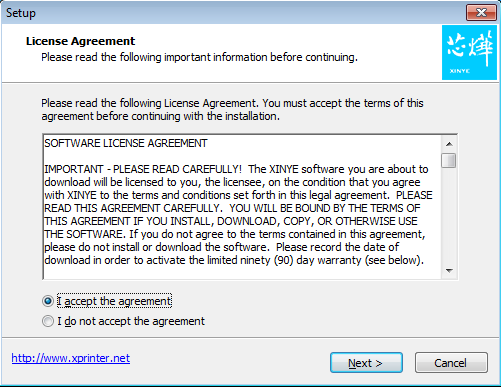 Setup
License Agreement
Please read the following important information before continuing.
芯烨
XINYE
Please read the following License Agreement. You must accept the terms of this
agreement before continuing with the installation.
SOFTWARE LICENSE AGREEMENT
IMPORTANT - PLEASE READ CAREFULLY!  The XINYE software you are about to
download will be licensed to you, the licensee, on the condition that you agree
with XINYE to the terms and conditions set forth in this legal agreement.  PLEASE
READ THIS AGREEMENT CAREFULLY.  YOU WILL BE BOUND BY THE TERMS OF
THIS AGREEMENT IF YOU INSTALL, DOWNLOAD, COPY, OR OTHERWISE USE
THE SOFTWARE. If you do not agree to the terms contained in this agreement,
please do not install or download the software.  Please record the date of
download in order to activate the limited ninety (90) day warranty (see below).
I accept the agreement
I do not accept the agreement
http://www.xprinter.net
Next >
Cancel